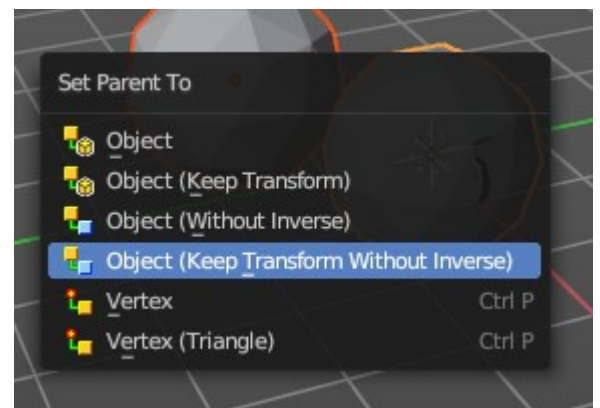 Set Parent To
Object
Object (Keep Transform)
Object (Without Inverse)
Object (Keep Transform Without Inverse)
Vertex Ctrl P
Vertex (Triangle) Ctrl P